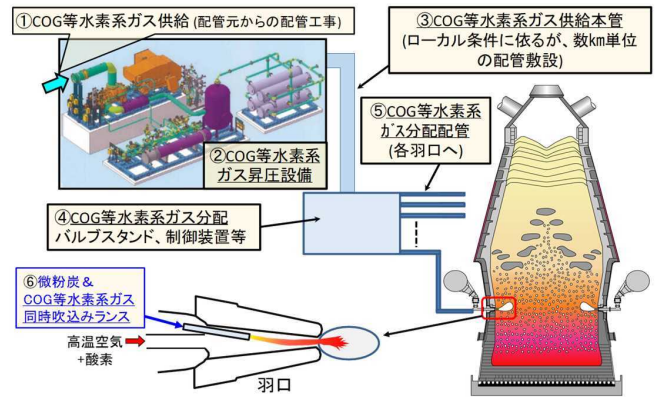 ①COG等水素系ガス供給 (配管元からの配管工事)
③COG等水素系ガス供給本管
(ローカル条件に依るが、数km単位
の配管敷設)
⑤COG等水素系
ガス分配配管
(各羽口へ)
②COG等水素系
ガス昇圧設備
④COG等水素系ガス分配
バルブスタンド、制御装置等
⑥微粉炭&
COG等水素系ガス
同時吹込みランス
高温空気
+酸素
羽口